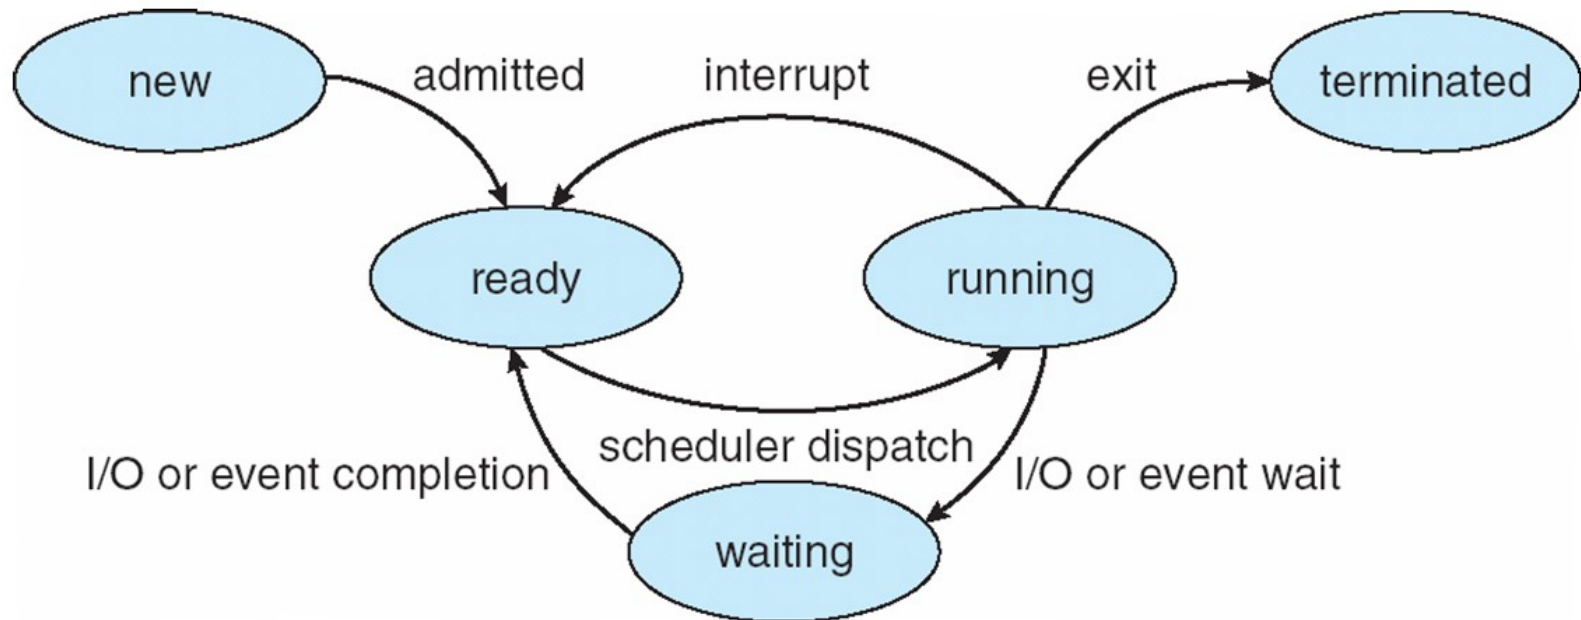 new
admitted
interrupt
exit
terminated
ready
running
scheduler dispatch
I/O or event completion
I/O or event wait
waiting